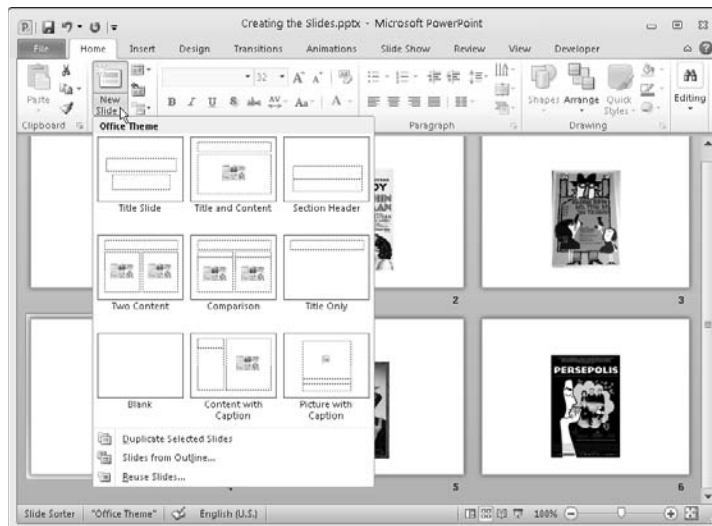 Creating the Slides.pptx - Microsoft PowerPoint
File Home Insert Design Transitions Animations Slide Show Review View Developer
Paste
New Slide
32
B I U S abc AV Aa A
Shapes Arrange Quick Styles
Editing
Clipboard Paragraph Drawing
Office Theme
Title Slide Title and Content Section Header
Two Content Comparison Title Only
Blank Content with Caption Picture with Caption
Duplicate Selected Slides
Slides from Outline...
Reuse Slides...
2 3
PERSEPOLIS
5 6
Slide Sorter "Office Theme" English (U.S.) 100%